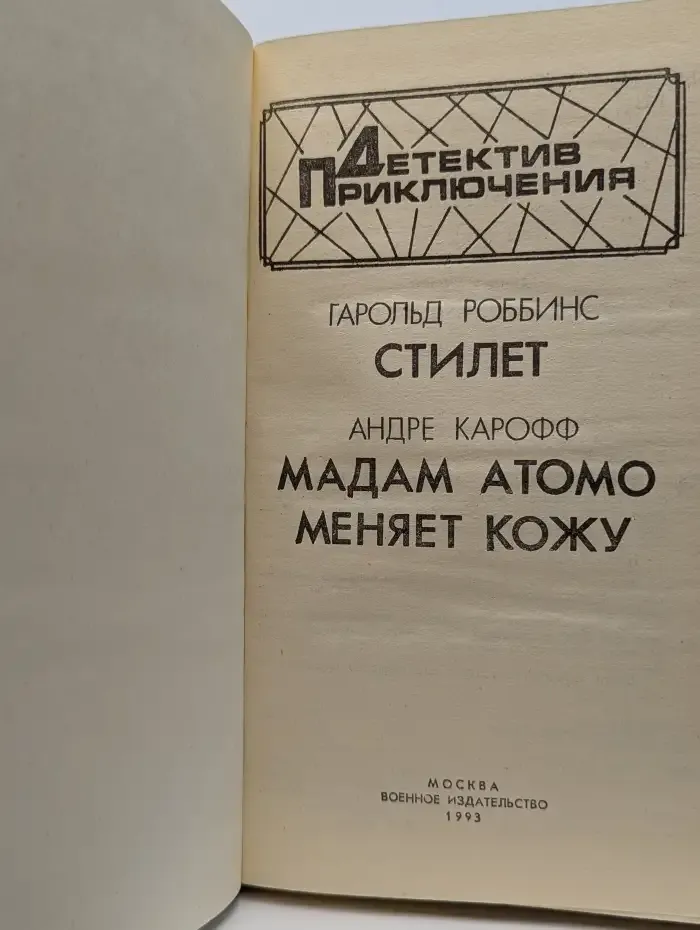 ДЕТЕКТИВ
ПРИКЛЮЧЕНИЯ
ГАРОЛЬД РОББИНС
СТИЛЕТ
АНДРЕ КАРОФФ
МАДАМ АТОМО
МЕНЯЕТ КОЖУ
МОСКВА
ВОЕННОЕ ИЗДАТЕЛЬСТВО
1993